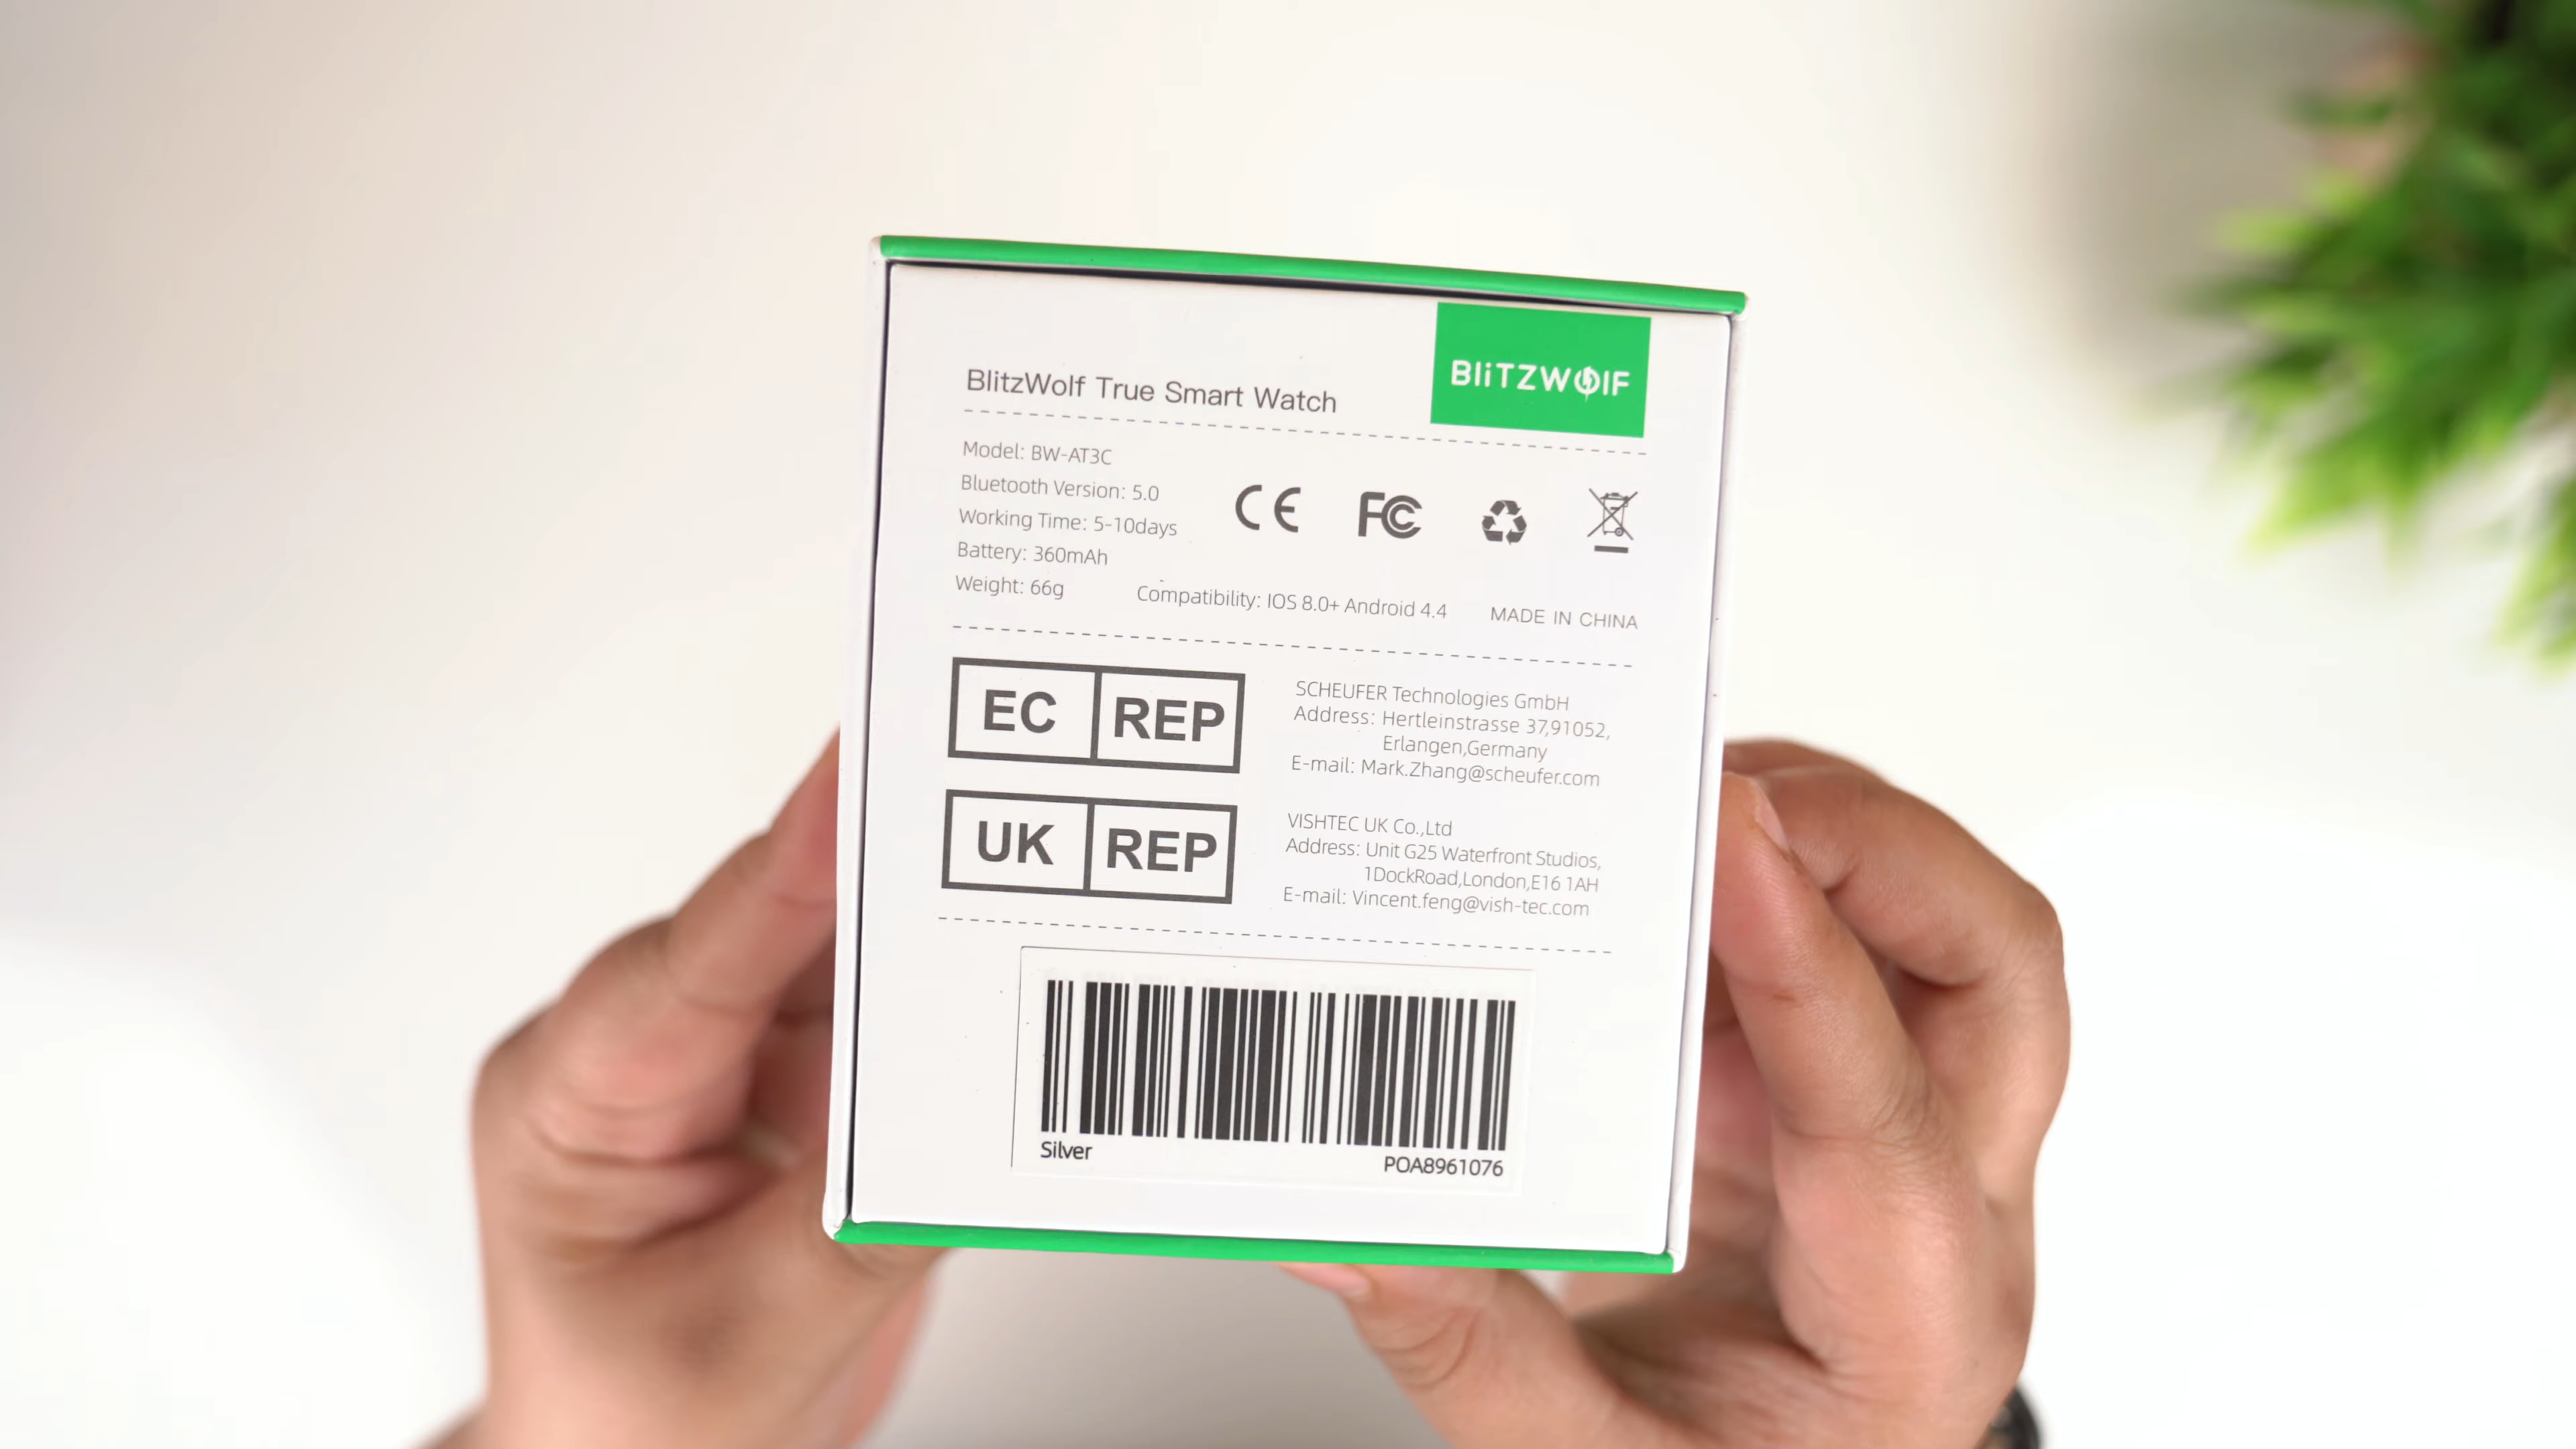 BlitzWolf True Smart Watch
BLiTZWOLF
Model: BW-AT3C
Bluetooth Version: 5.0
Working Time: 5-10days
Battery: 360mAh
Weight: 66g
CE
FC
Compatibility: IOS 8.0+ Android 4.4
MADE IN CHINA
EC REP
SCHEUFER Technologies GmbH
Address: Hertleinstrasse 37,91052,
Erlangen,Germany
E-mail: Mark.Zhang@scheufer.com
UK REP
VISHTEC UK Co.,Ltd
Address: Unit G25 Waterfront Studios,
1DockRoad,London,E16 1AH
E-mail: Vincent.feng@vish-tec.com
Silver
POA8961076